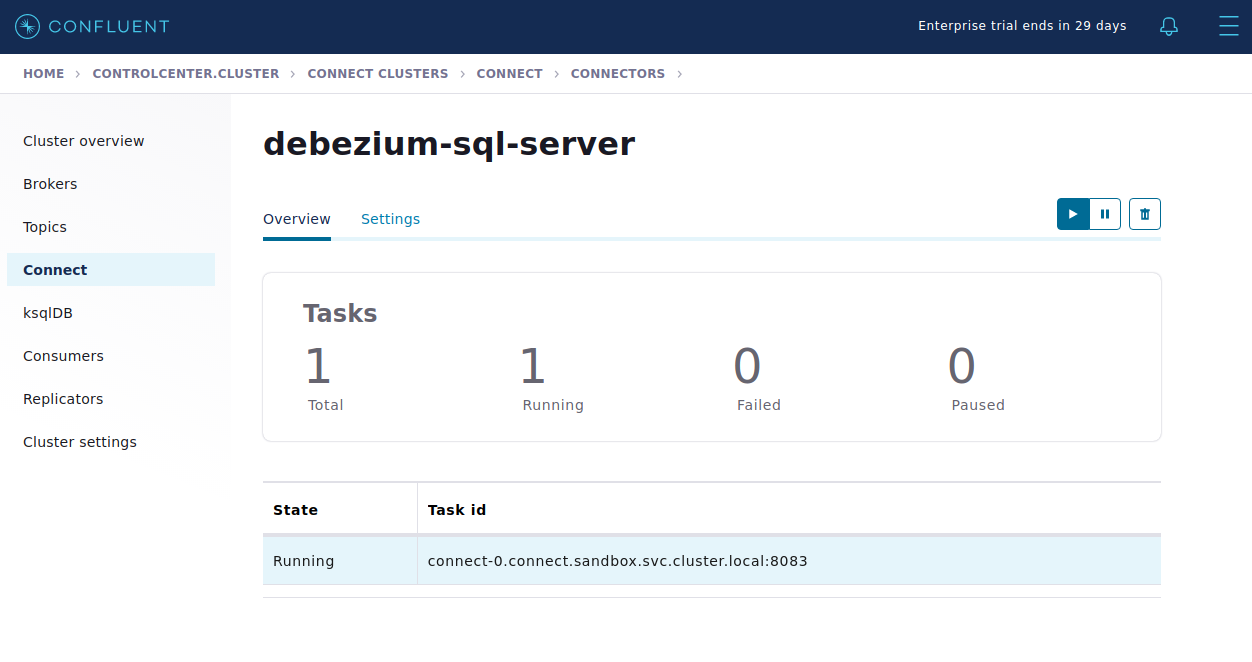 CONFLUENT
Enterprise trial ends in 29 days
HOME > CONTROLCENTER.CLUSTER > CONNECT CLUSTERS > CONNECT > CONNECTORS >
Cluster overview
Brokers
Topics
Connect
ksqlDB
Consumers
Replicators
Cluster settings
debezium-sql-server
Overview Settings
Tasks
1 1 0 0
Total Running Failed Paused
State Task id
Running connect-0.connect.sandbox.svc.cluster.local:8083